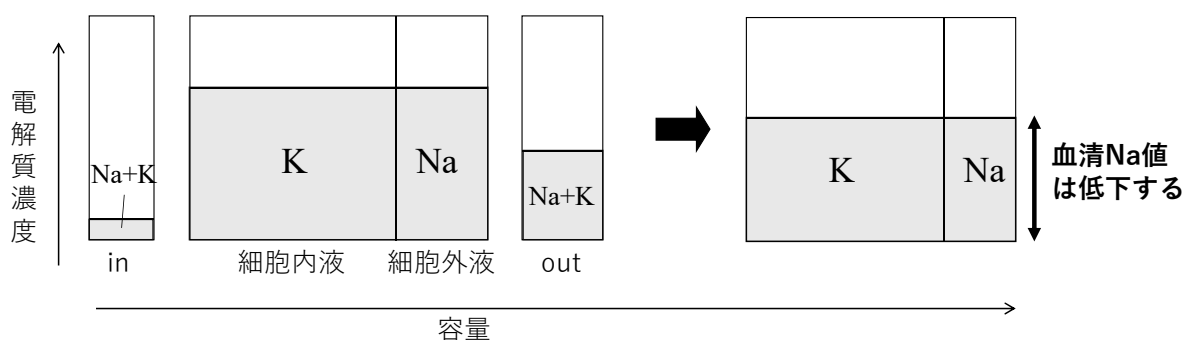 電解質濃度
Na+K
in
K
Na
細胞内液
細胞外液
Na+K
out
K
Na
血清Na値
は低下する
容量